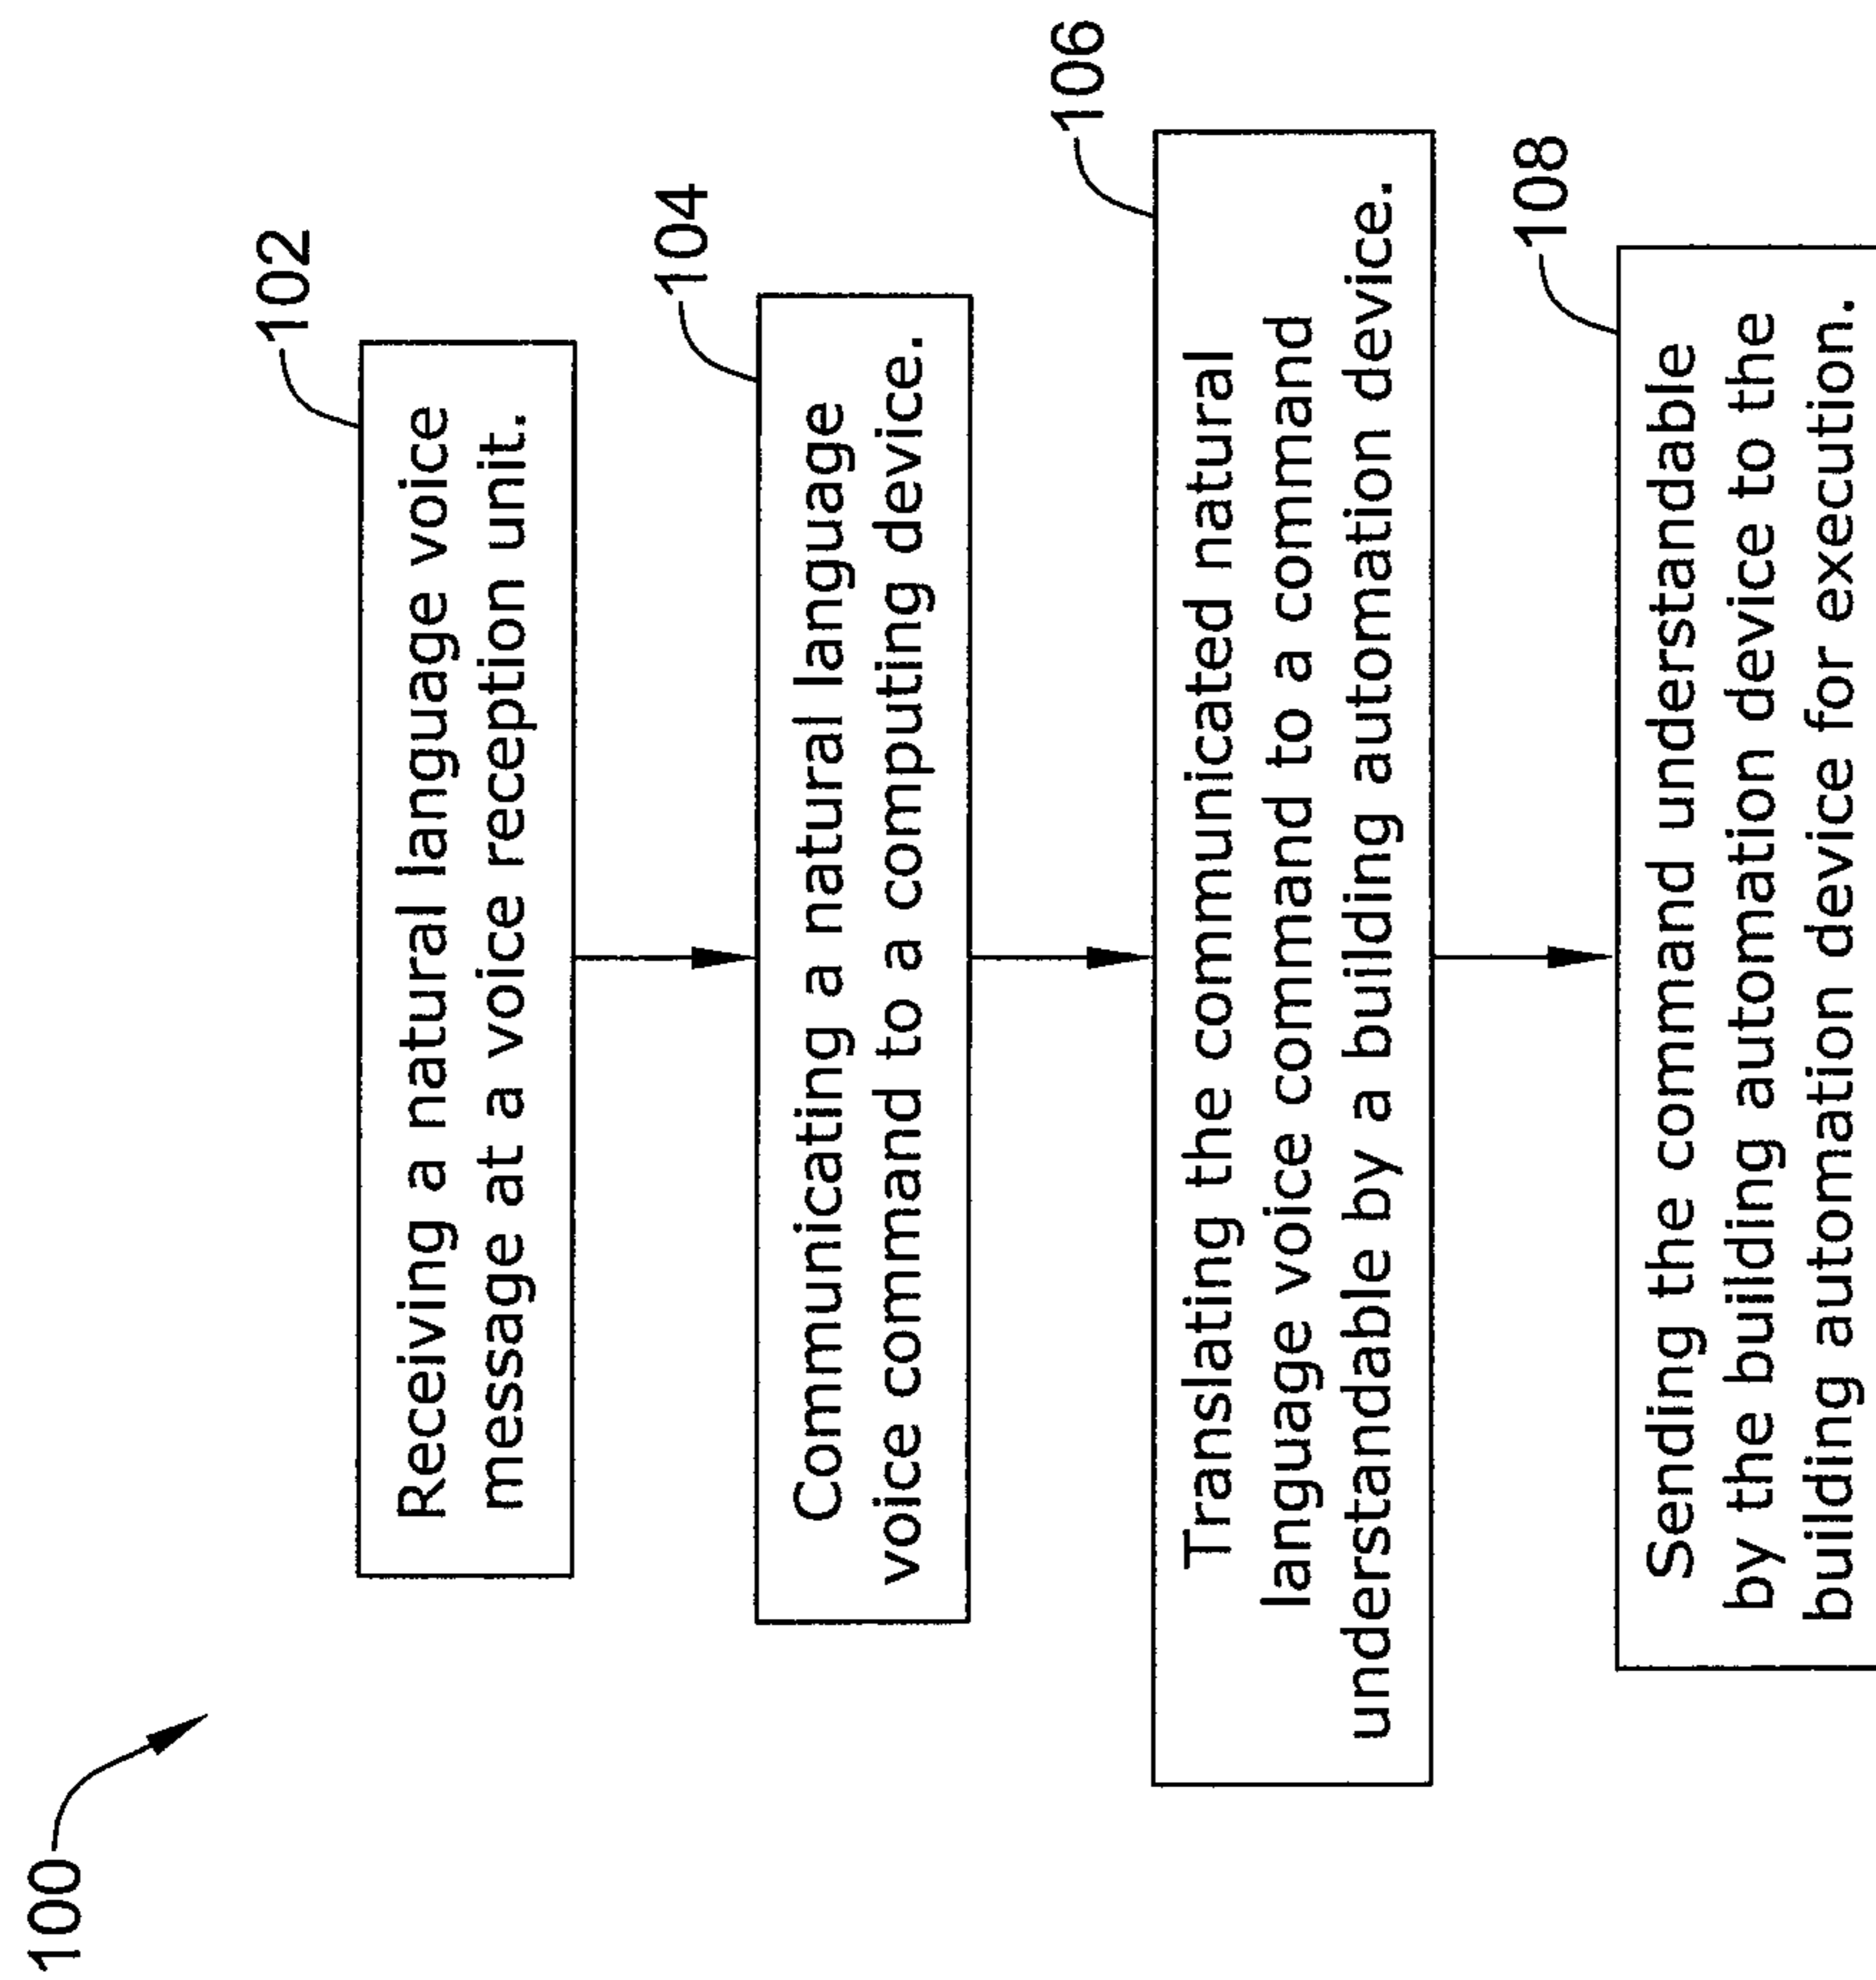 100
102
Receiving a natural language voice
message at a voice reception unit.
104
Communicating a natural language
voice command to a computing device.
106
Translating the communicated natural
language voice command to a command
understandable by a building automation device.
108
Sending the command understandable
by the building automation device to the
building automation device for execution.